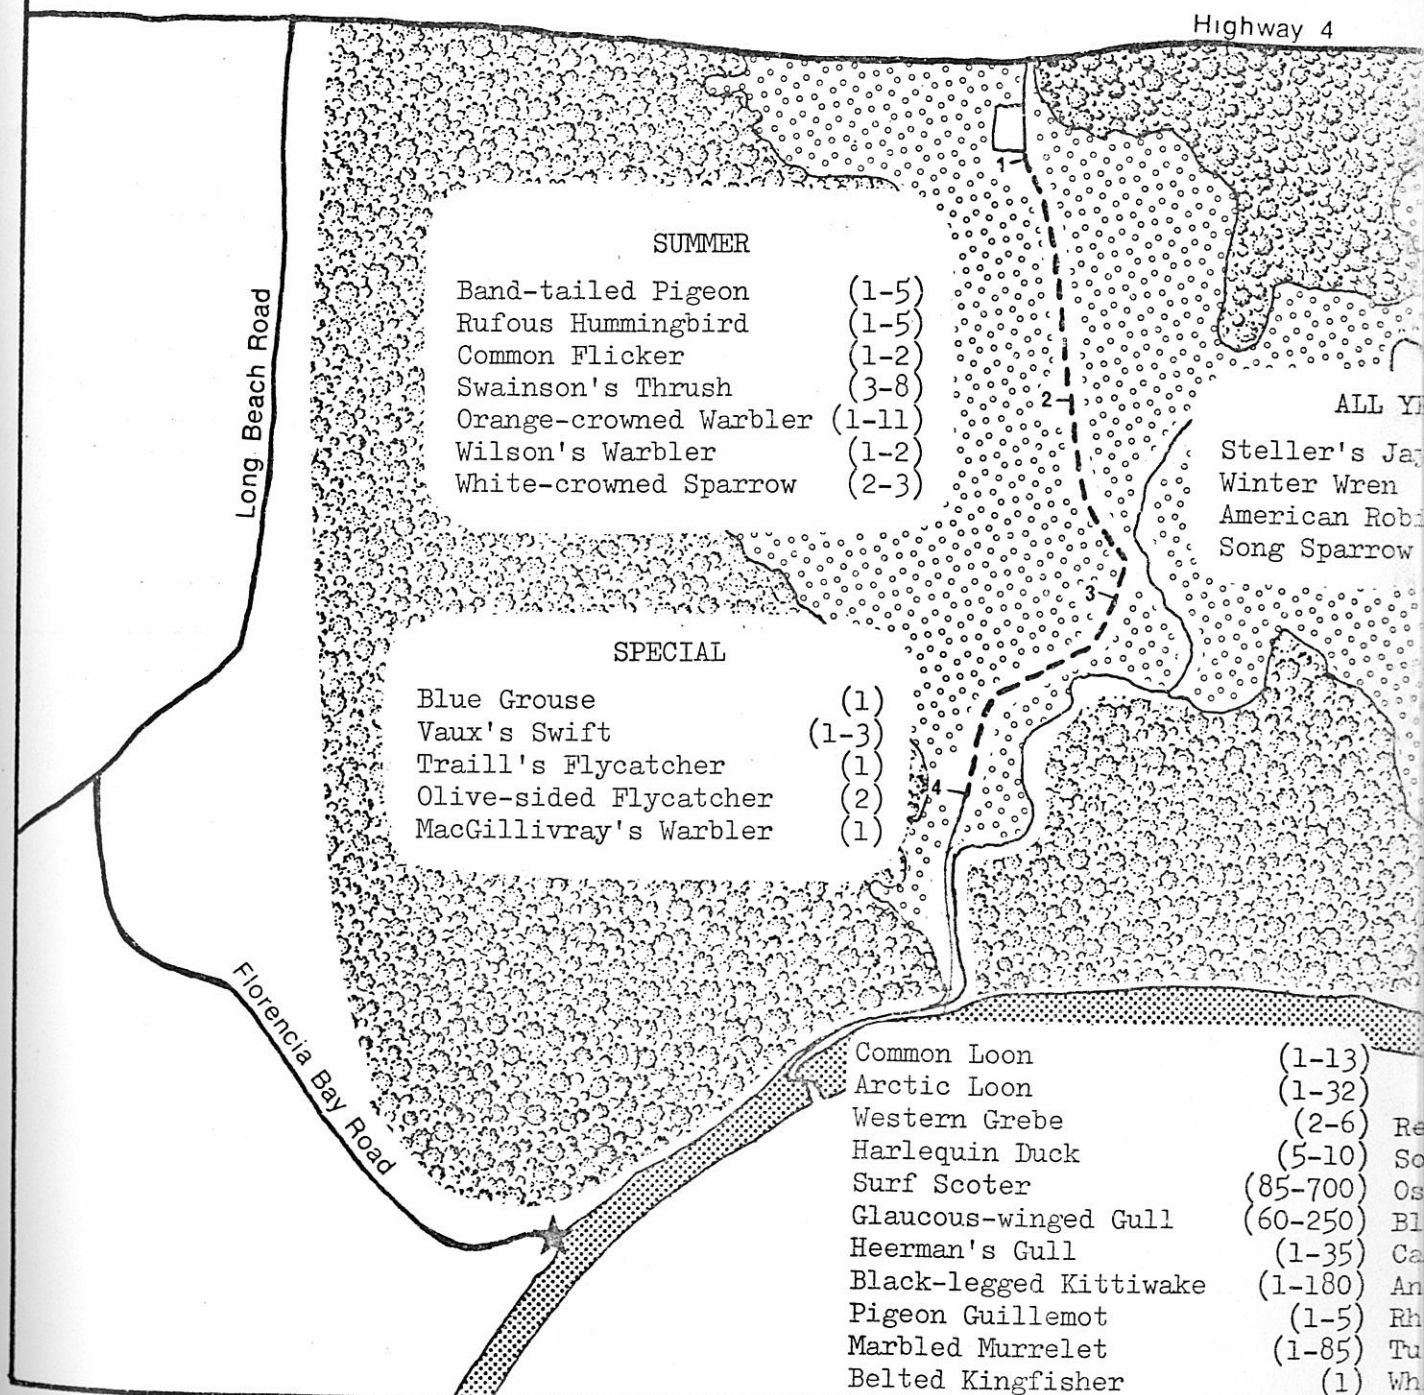 Highway 4
Long Beach Road
1
2
3
4
SUMMER
Band-tailed Pigeon (1-5)
Rufous Hummingbird (1-5)
Common Flicker (1-2)
Swainson's Thrush (3-8)
Orange-crowned Warbler (1-11)
Wilson's Warbler (1-2)
White-crowned Sparrow (2-3)
ALL
Steller's
Winter Wren
American
Song Sparrow
SPECIAL
Blue Grouse (1)
Vaux's Swift (1-3)
Traill's Flycatcher (1)
Olive-sided Flycatcher (2)
MacGillivray's Warbler (1)
Florencia Bay Road
Common Loon (1-13)
Arctic Loon (1-32)
Western Grebe (2-6)
Harlequin Duck (5-10)
Surf Scoter (85-700)
Glaucous-winged Gull (60-250)
Heerman's Gull (1-35)
Black-legged Kittiwake (1-180)
Pigeon Guillemot (1-5)
Marbled Murrelet (1-85)
Belted Kingfisher (1)